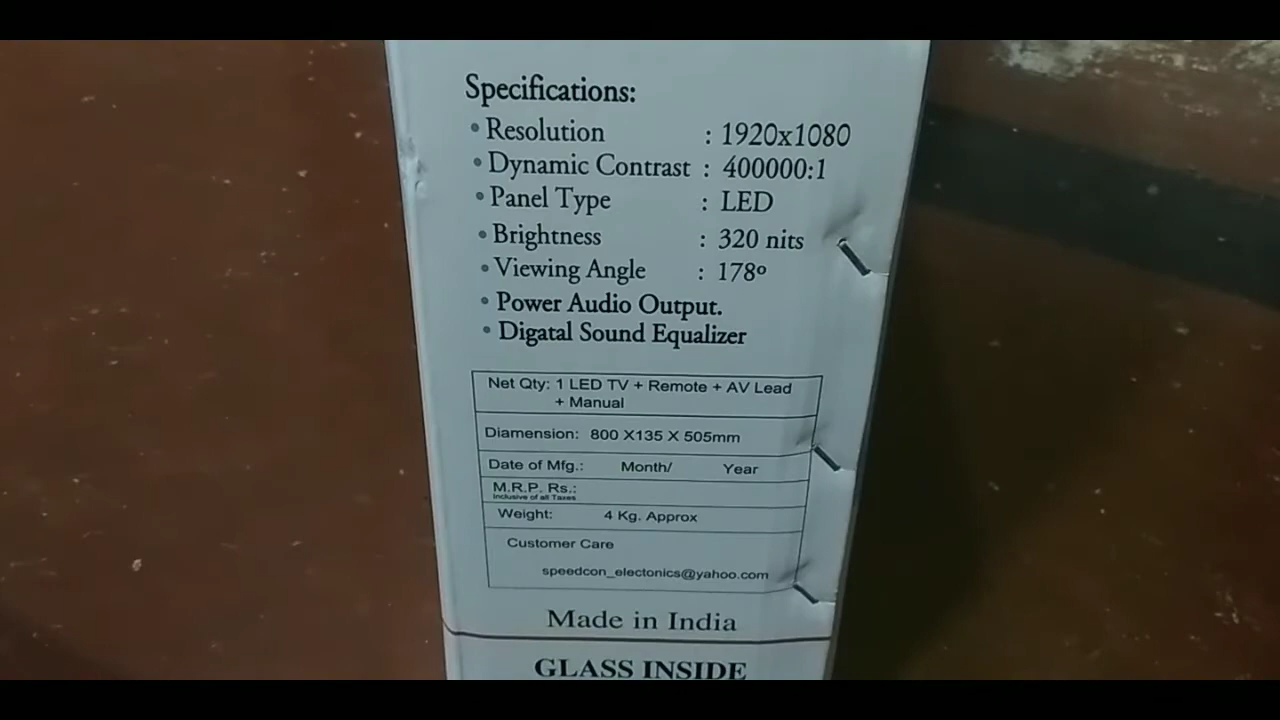 Specifications:
• Resolution : 1920x1080
• Dynamic Contrast : 400000:1
• Panel Type : LED
• Brightness : 320 nits
• Viewing Angle : 178º
• Power Audio Output.
• Digatal Sound Equalizer
Net Qty: 1 LED TV + Remote + AV Lead
+ Manual
Diamension: 800 X135 X 505mm
Date of Mfg.: Month/ Year
M.R.P. Rs.:
Inclusive of all Taxes
Weight: 4 Kg. Approx
Customer Care
speedcon_electonics@yahoo.com
Made in India
GLASS INSIDE